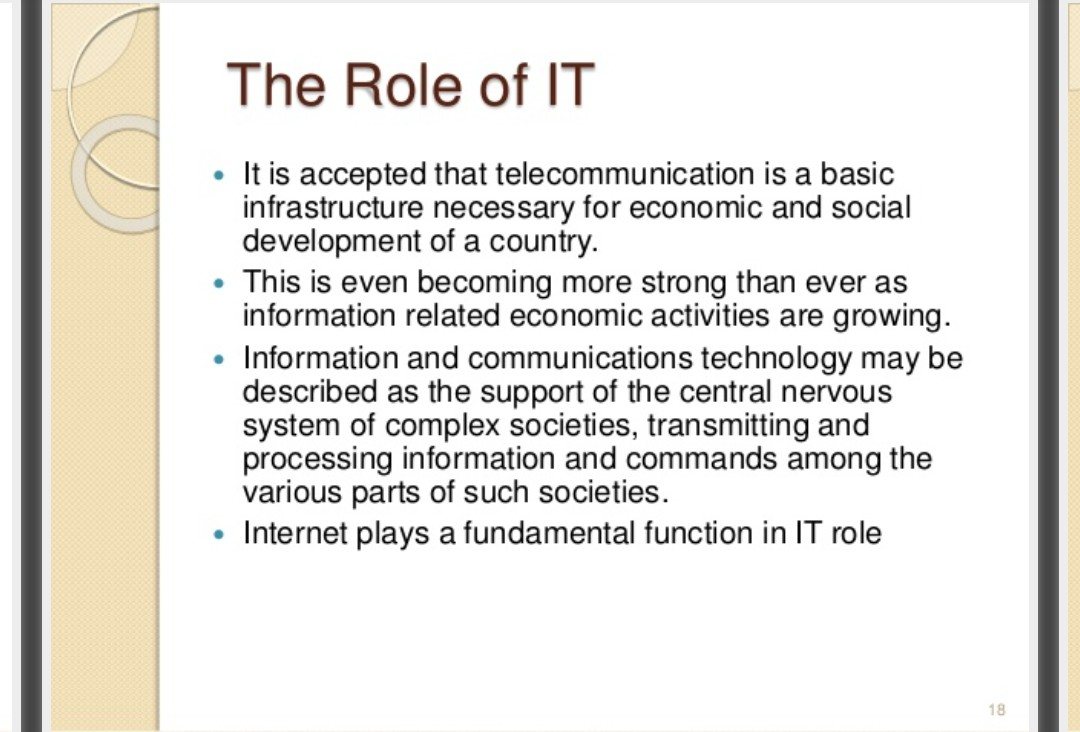 The Role of IT
• It is accepted that telecommunication is a basic
infrastructure necessary for economic and social
development of a country.
• This is even becoming more strong than ever as
information related economic activities are growing.
• Information and communications technology may be
described as the support of the central nervous
system of complex societies, transmitting and
processing information and commands among the
various parts of such societies.
• Internet plays a fundamental function in IT role
18